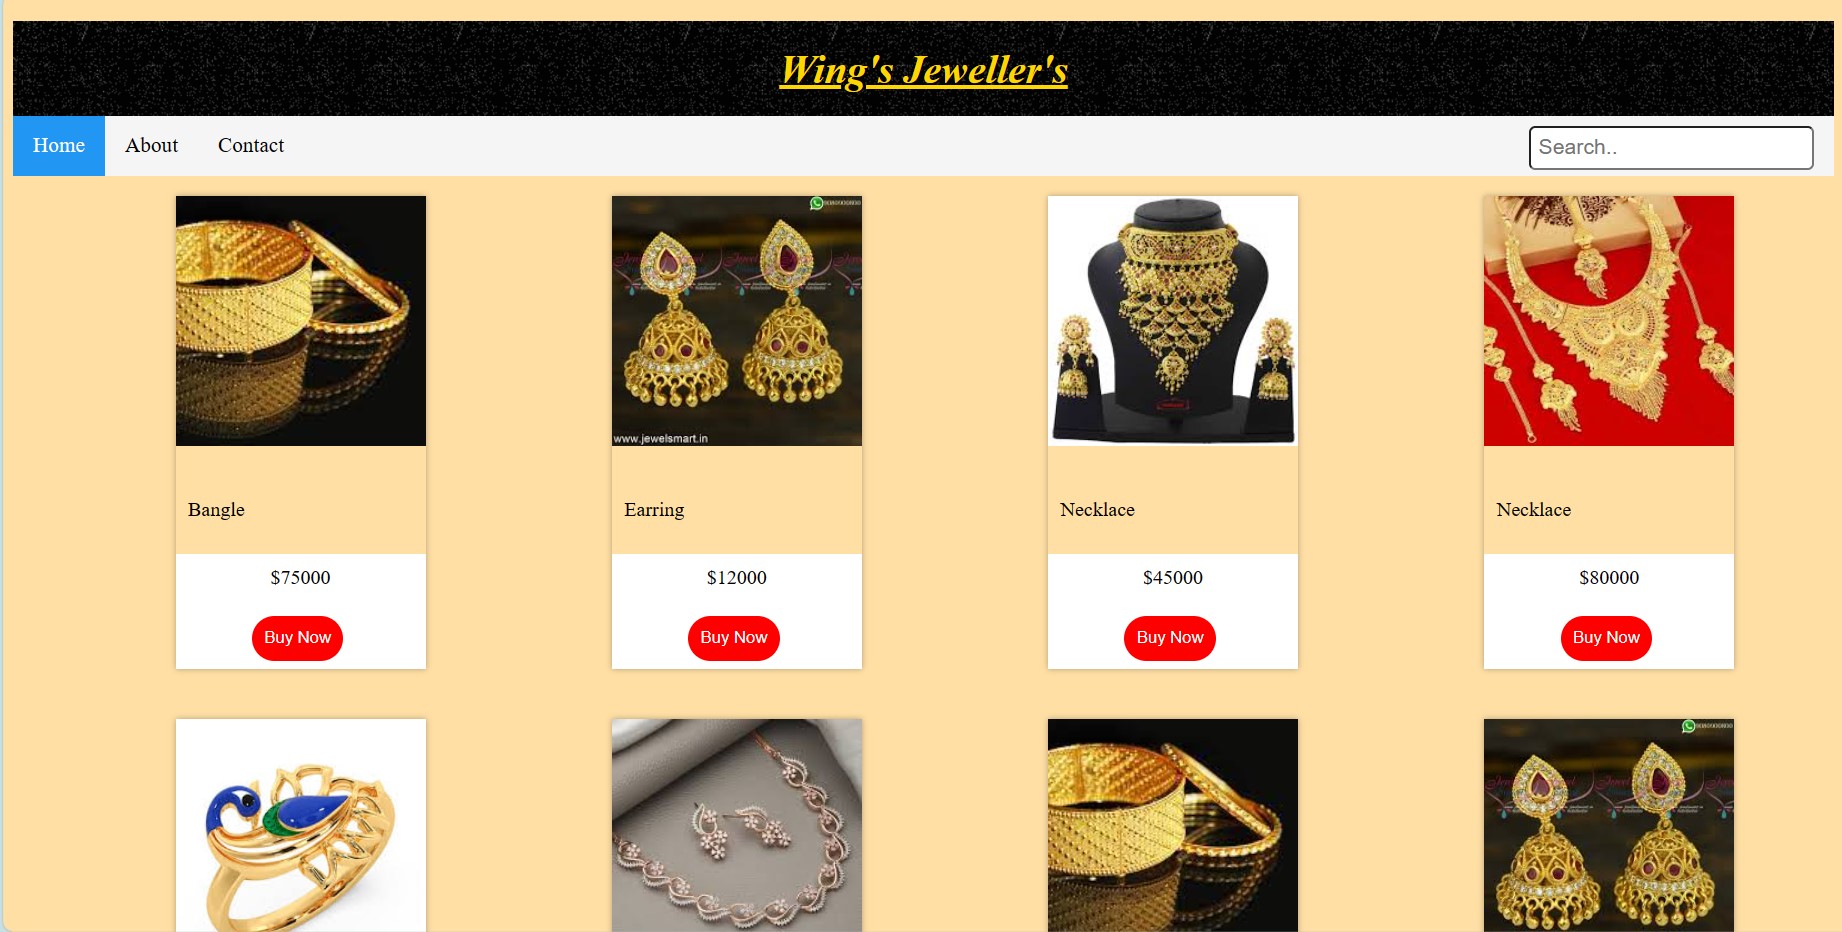 Wing's Jeweller's
Home About Contact Search..
www.jewelsmart.in
Bangle Earring Necklace Necklace
$75000 $12000 $45000 $80000
Buy Now Buy Now Buy Now Buy Now